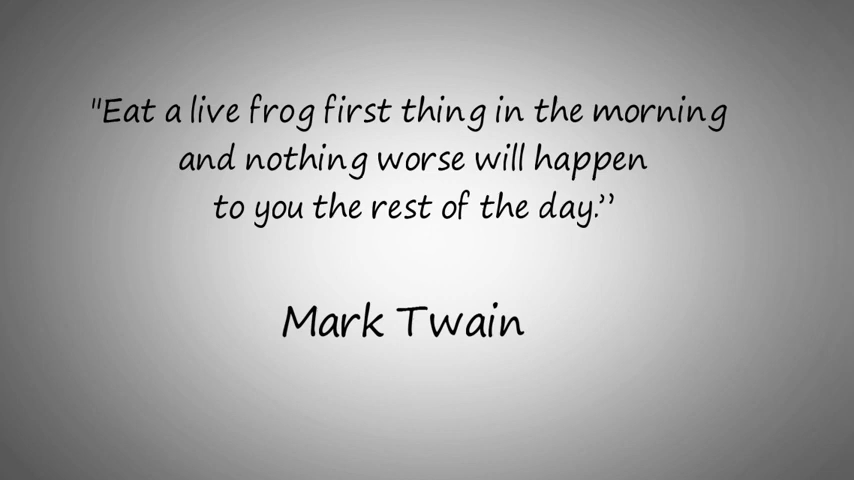 "Eat a live frog first thing in the morning
and nothing worse will happen
to you the rest of the day.”
Mark Twain